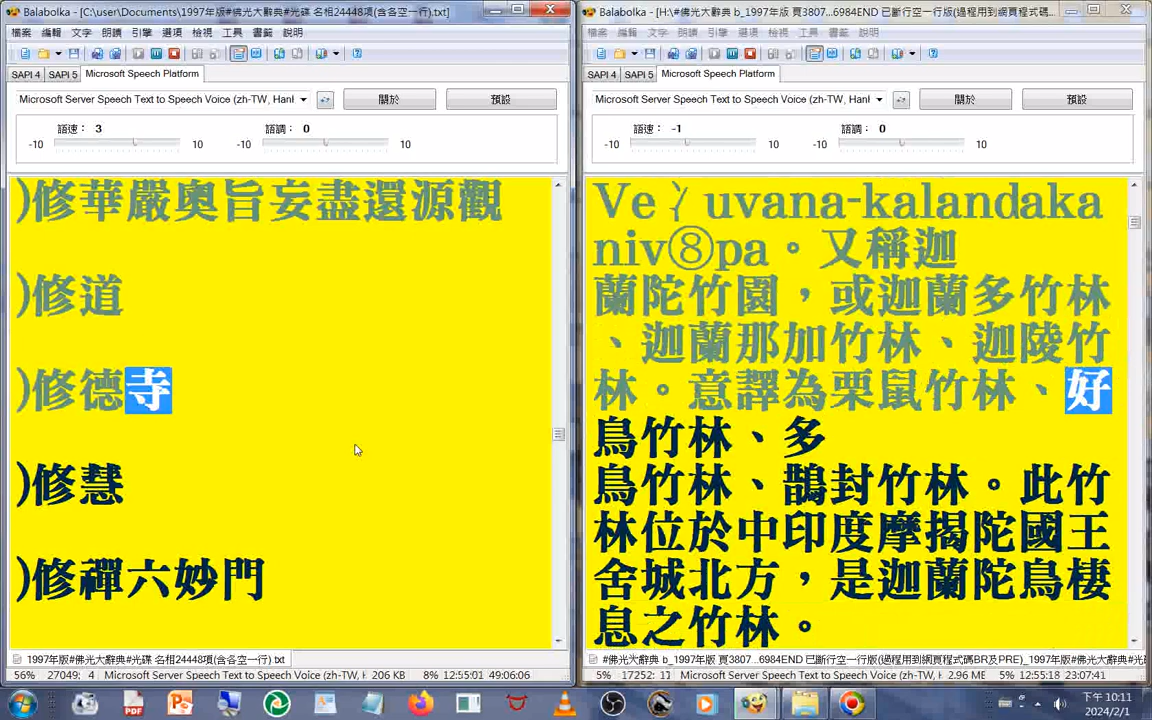 Balabolka - [C:\user\Documents\1997年版#佛光大辭典#光碟 名相24448項(含各空一行).txt]
檔案 編輯 文字 朗讀 引擎 選項 檢視 工具 書籤 說明
SAPI 4 SAPI 5 Microsoft Speech Platform
Microsoft Server Speech Text to Speech Voice (zh-TW, Hanl
關於 預設
語速： 3 語調： 0
-10 10 -10 10
)修華嚴奧旨妄盡還源觀
)修道
)修德寺
)修慧
)修禪六妙門
1997年版#佛光大辭典#光碟 名相24448項(含各空一行).txt
56% 27049: 4 Microsoft Server Speech Text to Speech Voice (zh-TW, H 206 KB 8% 12:55:01 49:06:06
Balabolka - [H:\#佛光大辭典 b_1997年版 頁3807...6984END 已斷行空一行版(過程用到網頁程式碼...
檔案 編輯 文字 朗讀 引擎 選項 檢視 工具 書籤 說明
SAPI 4 SAPI 5 Microsoft Speech Platform
Microsoft Server Speech Text to Speech Voice (zh-TW, Hanl
關於 預設
語速： -1 語調： 0
-10 10 -10 10
Ve冫uvana-kalandaka
niv⑧pa。又稱迦
蘭陀竹園，或迦蘭多竹林
、迦蘭那加竹林、迦陵竹
林。意譯為栗鼠竹林、好
鳥竹林、多
鳥竹林、鵲封竹林。此竹
林位於中印度摩揭陀國王
舍城北方，是迦蘭陀鳥棲
息之竹林。
#佛光大辭典 b_1997年版 頁3807...6984END 已斷行空一行版(過程用到網頁程式碼BR及PRE)_1997年版#佛光大辭典#光
5% 17252: 11 Microsoft Server Speech Text to Speech Voice (zh-TW, H 2.96 ME 5% 12:55:18 23:07:41
下午 10:11
2024/2/1